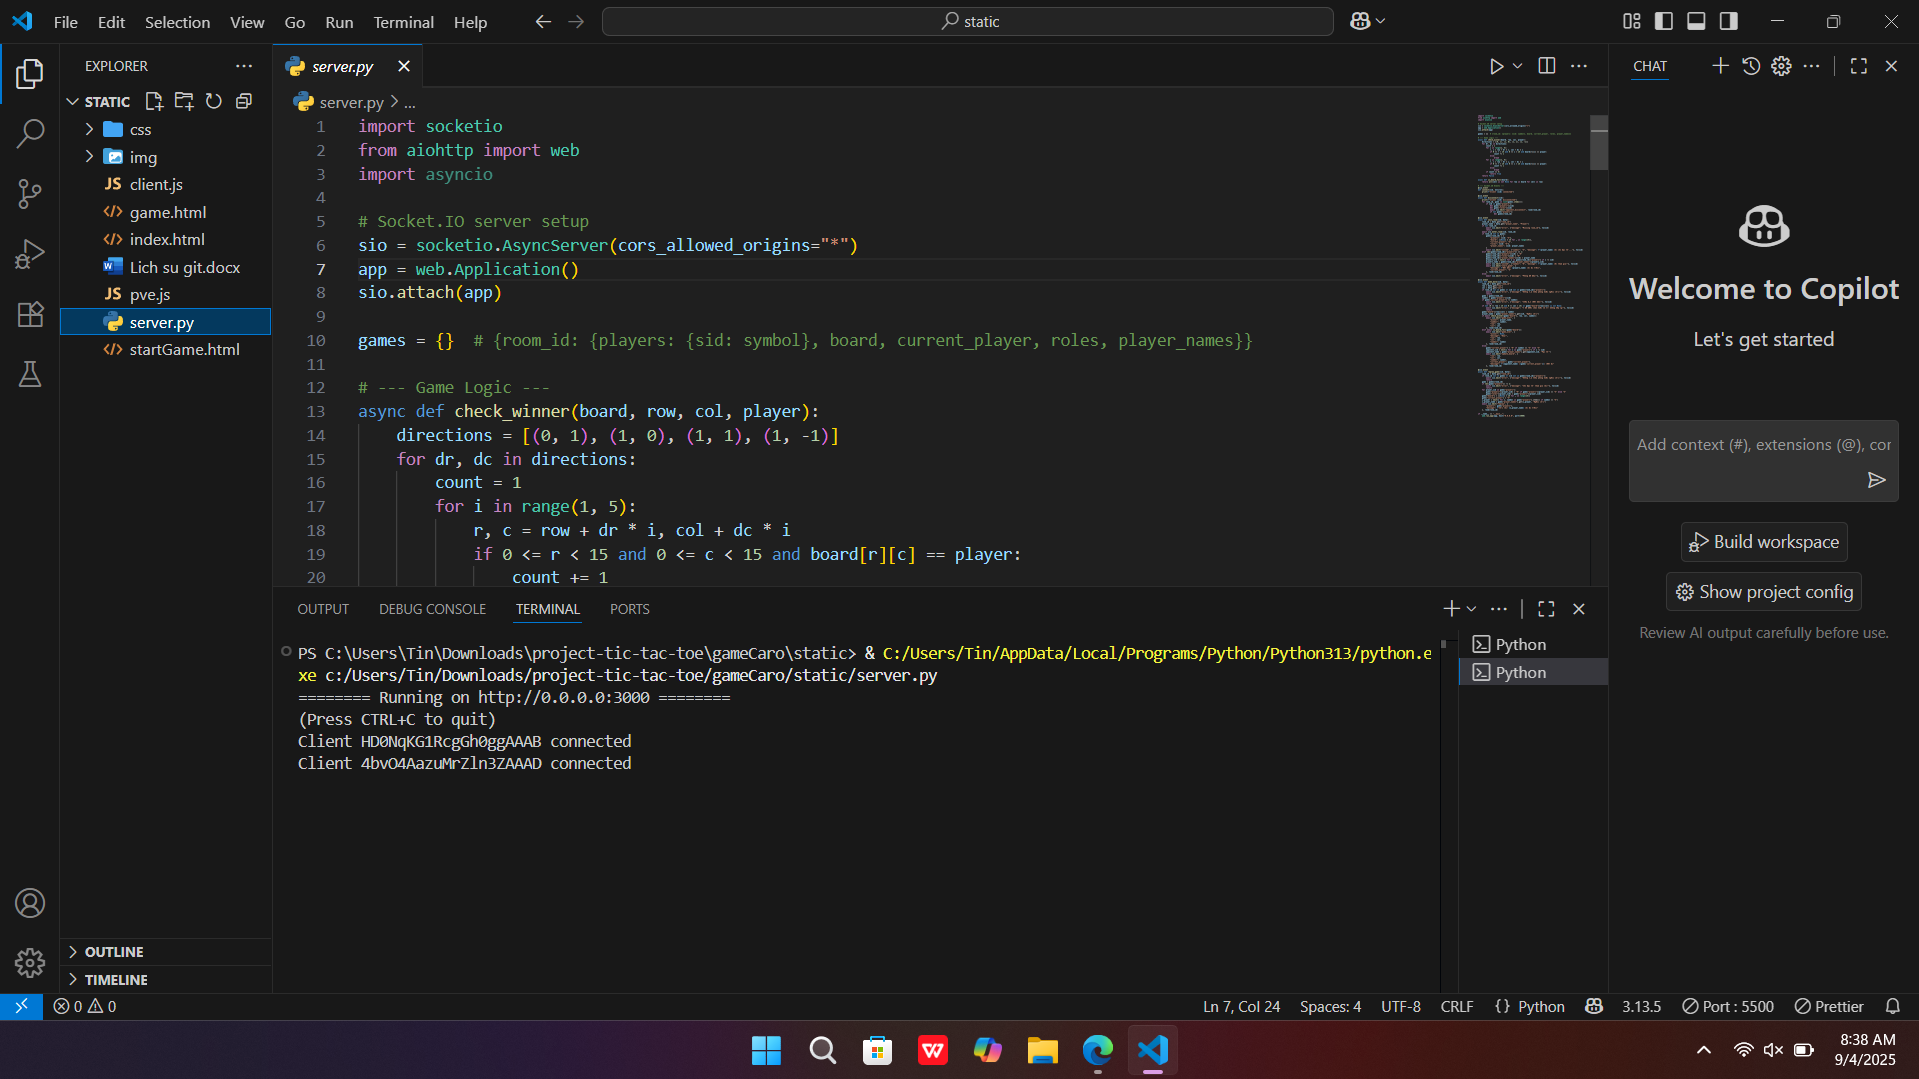 File Edit Selection View Go Run Terminal Help
static
EXPLORER
STATIC
css
img
JS client.js
game.html
index.html
Lich su git.docx
JS pve.js
server.py
startGame.html
OUTLINE
TIMELINE
server.py
server.py > ...
1 import socketio
2 from aiohttp import web
3 import asyncio
4
5 # Socket.IO server setup
6 sio = socketio.AsyncServer(cors_allowed_origins="*")
7 app = web.Application()
8 sio.attach(app)
9
10 games = {}  # {room_id: {players: {sid: symbol}, board, current_player, roles, player_names}}
11
12 # --- Game Logic ---
13 async def check_winner(board, row, col, player):
14 directions = [(0, 1), (1, 0), (1, 1), (1, -1)]
15 for dr, dc in directions:
16 count = 1
17 for i in range(1, 5):
18 r, c = row + dr * i, col + dc * i
19 if 0 <= r < 15 and 0 <= c < 15 and board[r][c] == player:
20 count += 1
OUTPUT DEBUG CONSOLE TERMINAL PORTS
PS C:\Users\Tin\Downloads\project-tic-tac-toe\gameCaro\static> & C:/Users/Tin/AppData/Local/Programs/Python/Python313/python.e
xe c:/Users/Tin/Downloads/project-tic-tac-toe/gameCaro/static/server.py
======== Running on http://0.0.0.0:3000 ========
(Press CTRL+C to quit)
Client HD0NqKG1RcgGh0ggAAAB connected
Client 4bvO4AazuMrZln3ZAAAD connected
Python
Python
CHAT
Welcome to Copilot
Let's get started
Add context (#), extensions (@), cor
Build workspace
Show project config
Review AI output carefully before use.
0 0
Ln 7, Col 24 Spaces: 4 UTF-8 CRLF {} Python 3.13.5 Port : 5500 Prettier
8:38 AM
9/4/2025